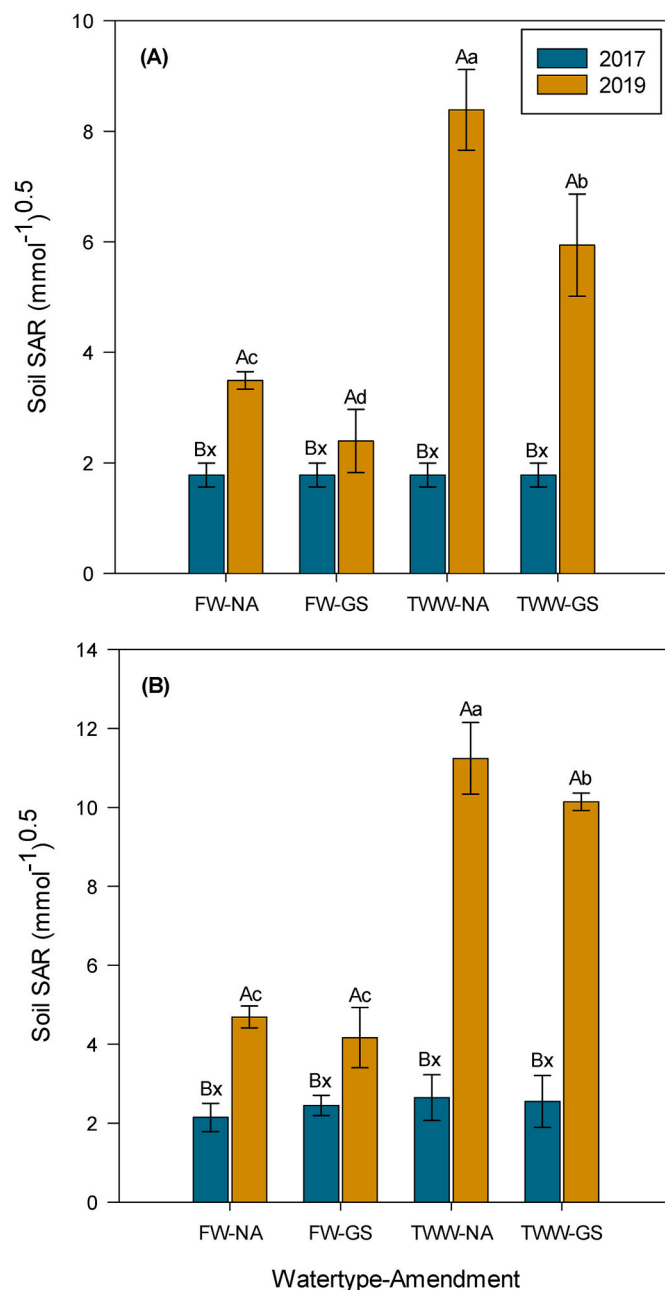 10
(A)
2017
2019
Aa
8
Ab
6
Soil SAR (mmol-1)0.5
4
Ac
Ad
2
Bx Bx Bx Bx
0
FW-NA FW-GS TWW-NA TWW-GS
14
(B)
12
Aa
Ab
10
8
Soil SAR (mmol-1)0.5
6
Ac Ac
4
Bx Bx Bx Bx
2
0
FW-NA FW-GS TWW-NA TWW-GS
Watertype-Amendment